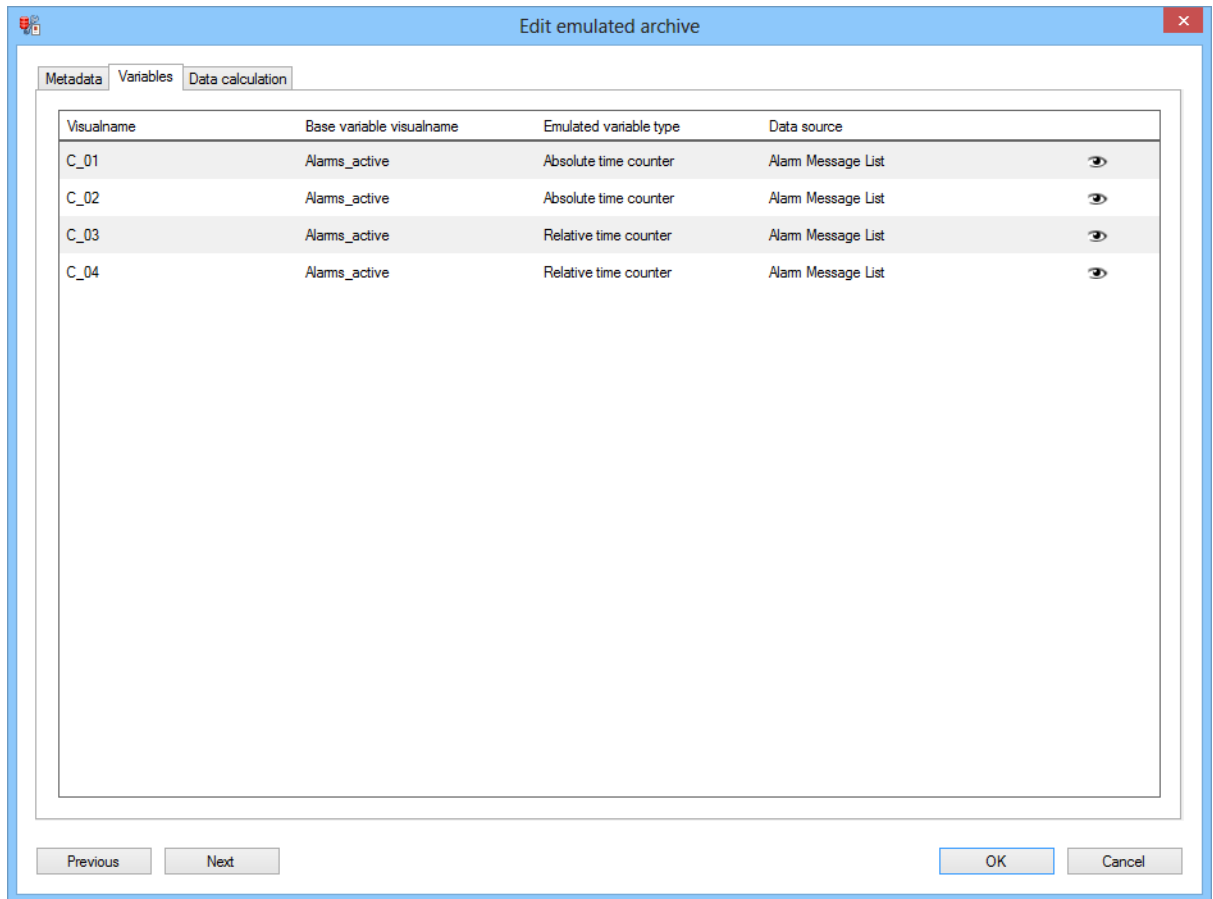 Edit emulated archive
Metadata Variables Data calculation
Visualname Base variable visualname Emulated variable type Data source
C_01 Alarms_active Absolute time counter Alarm Message List
C_02 Alarms_active Absolute time counter Alarm Message List
C_03 Alarms_active Relative time counter Alarm Message List
C_04 Alarms_active Relative time counter Alarm Message List
Previous Next OK Cancel